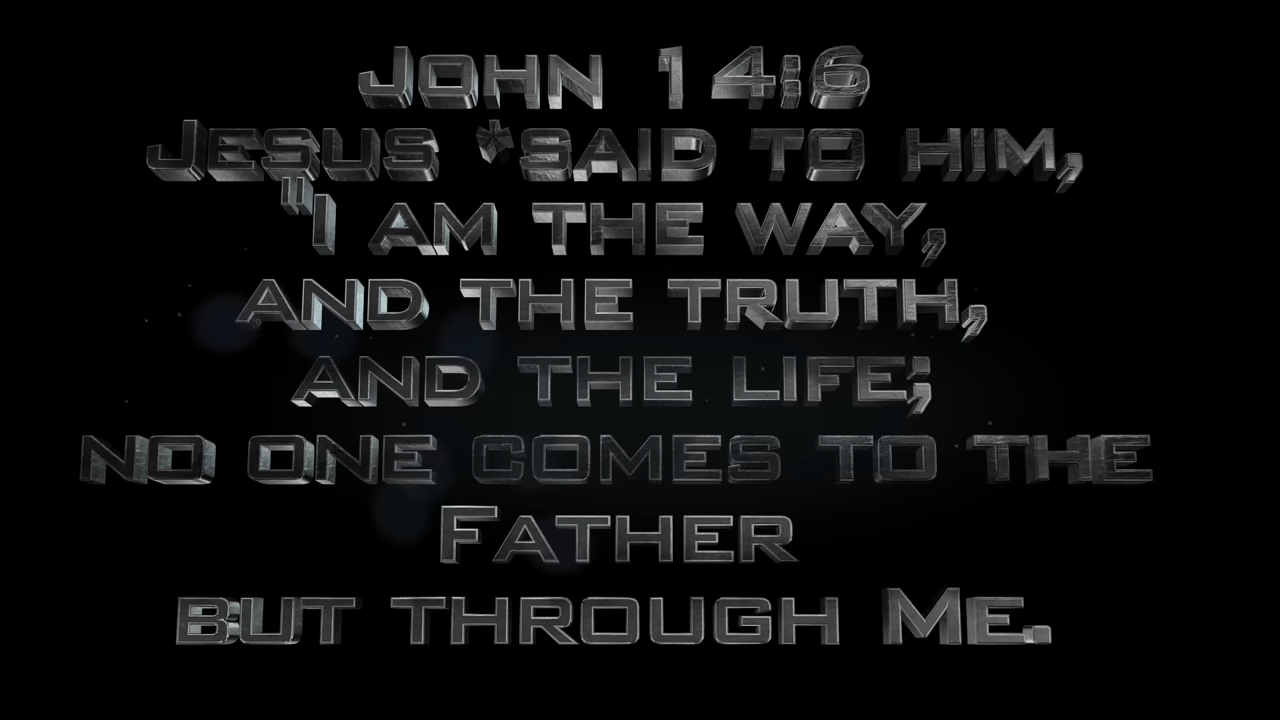 John 14:6
Jesus *said to him,
"I am the way,
and the truth,
and the life;
no one comes to the
Father
but through Me.